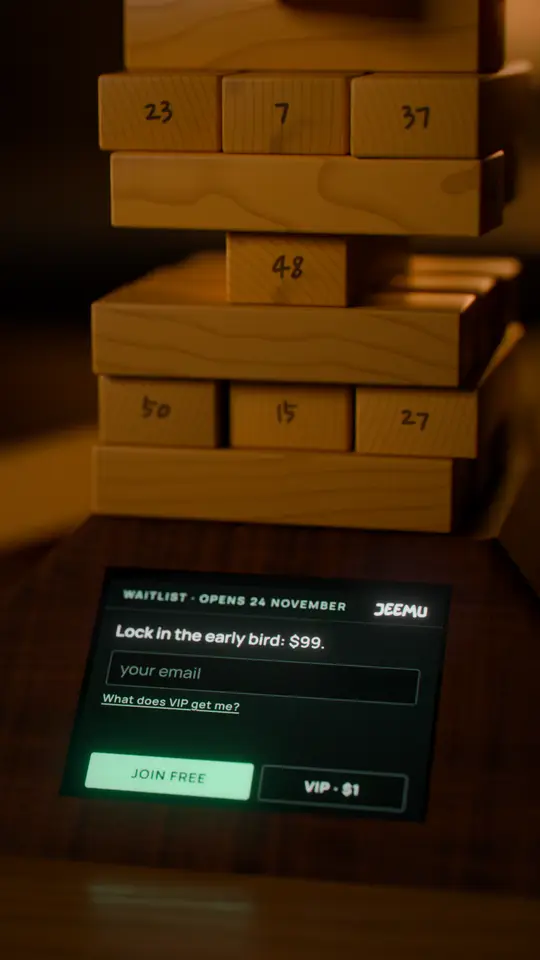 23 7 37
48
50 15 27
WAITLIST · OPENS 24 NOVEMBER JEEMU
Lock in the early bird: $99.
your email
What does VIP get me?
JOIN FREE VIP · $1